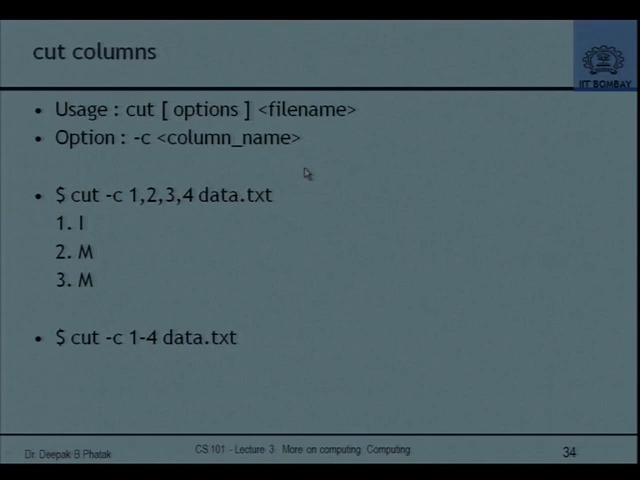 cut columns
IIT BOMBAY
• Usage : cut [ options ] <filename>
• Option : -c <column_name>
• $ cut -c 1,2,3,4 data.txt
1. I
2. M
3. M
• $ cut -c 1-4 data.txt
Dr. Deepak B Phatak
CS 101 - Lecture 3 More on computing Computing
34